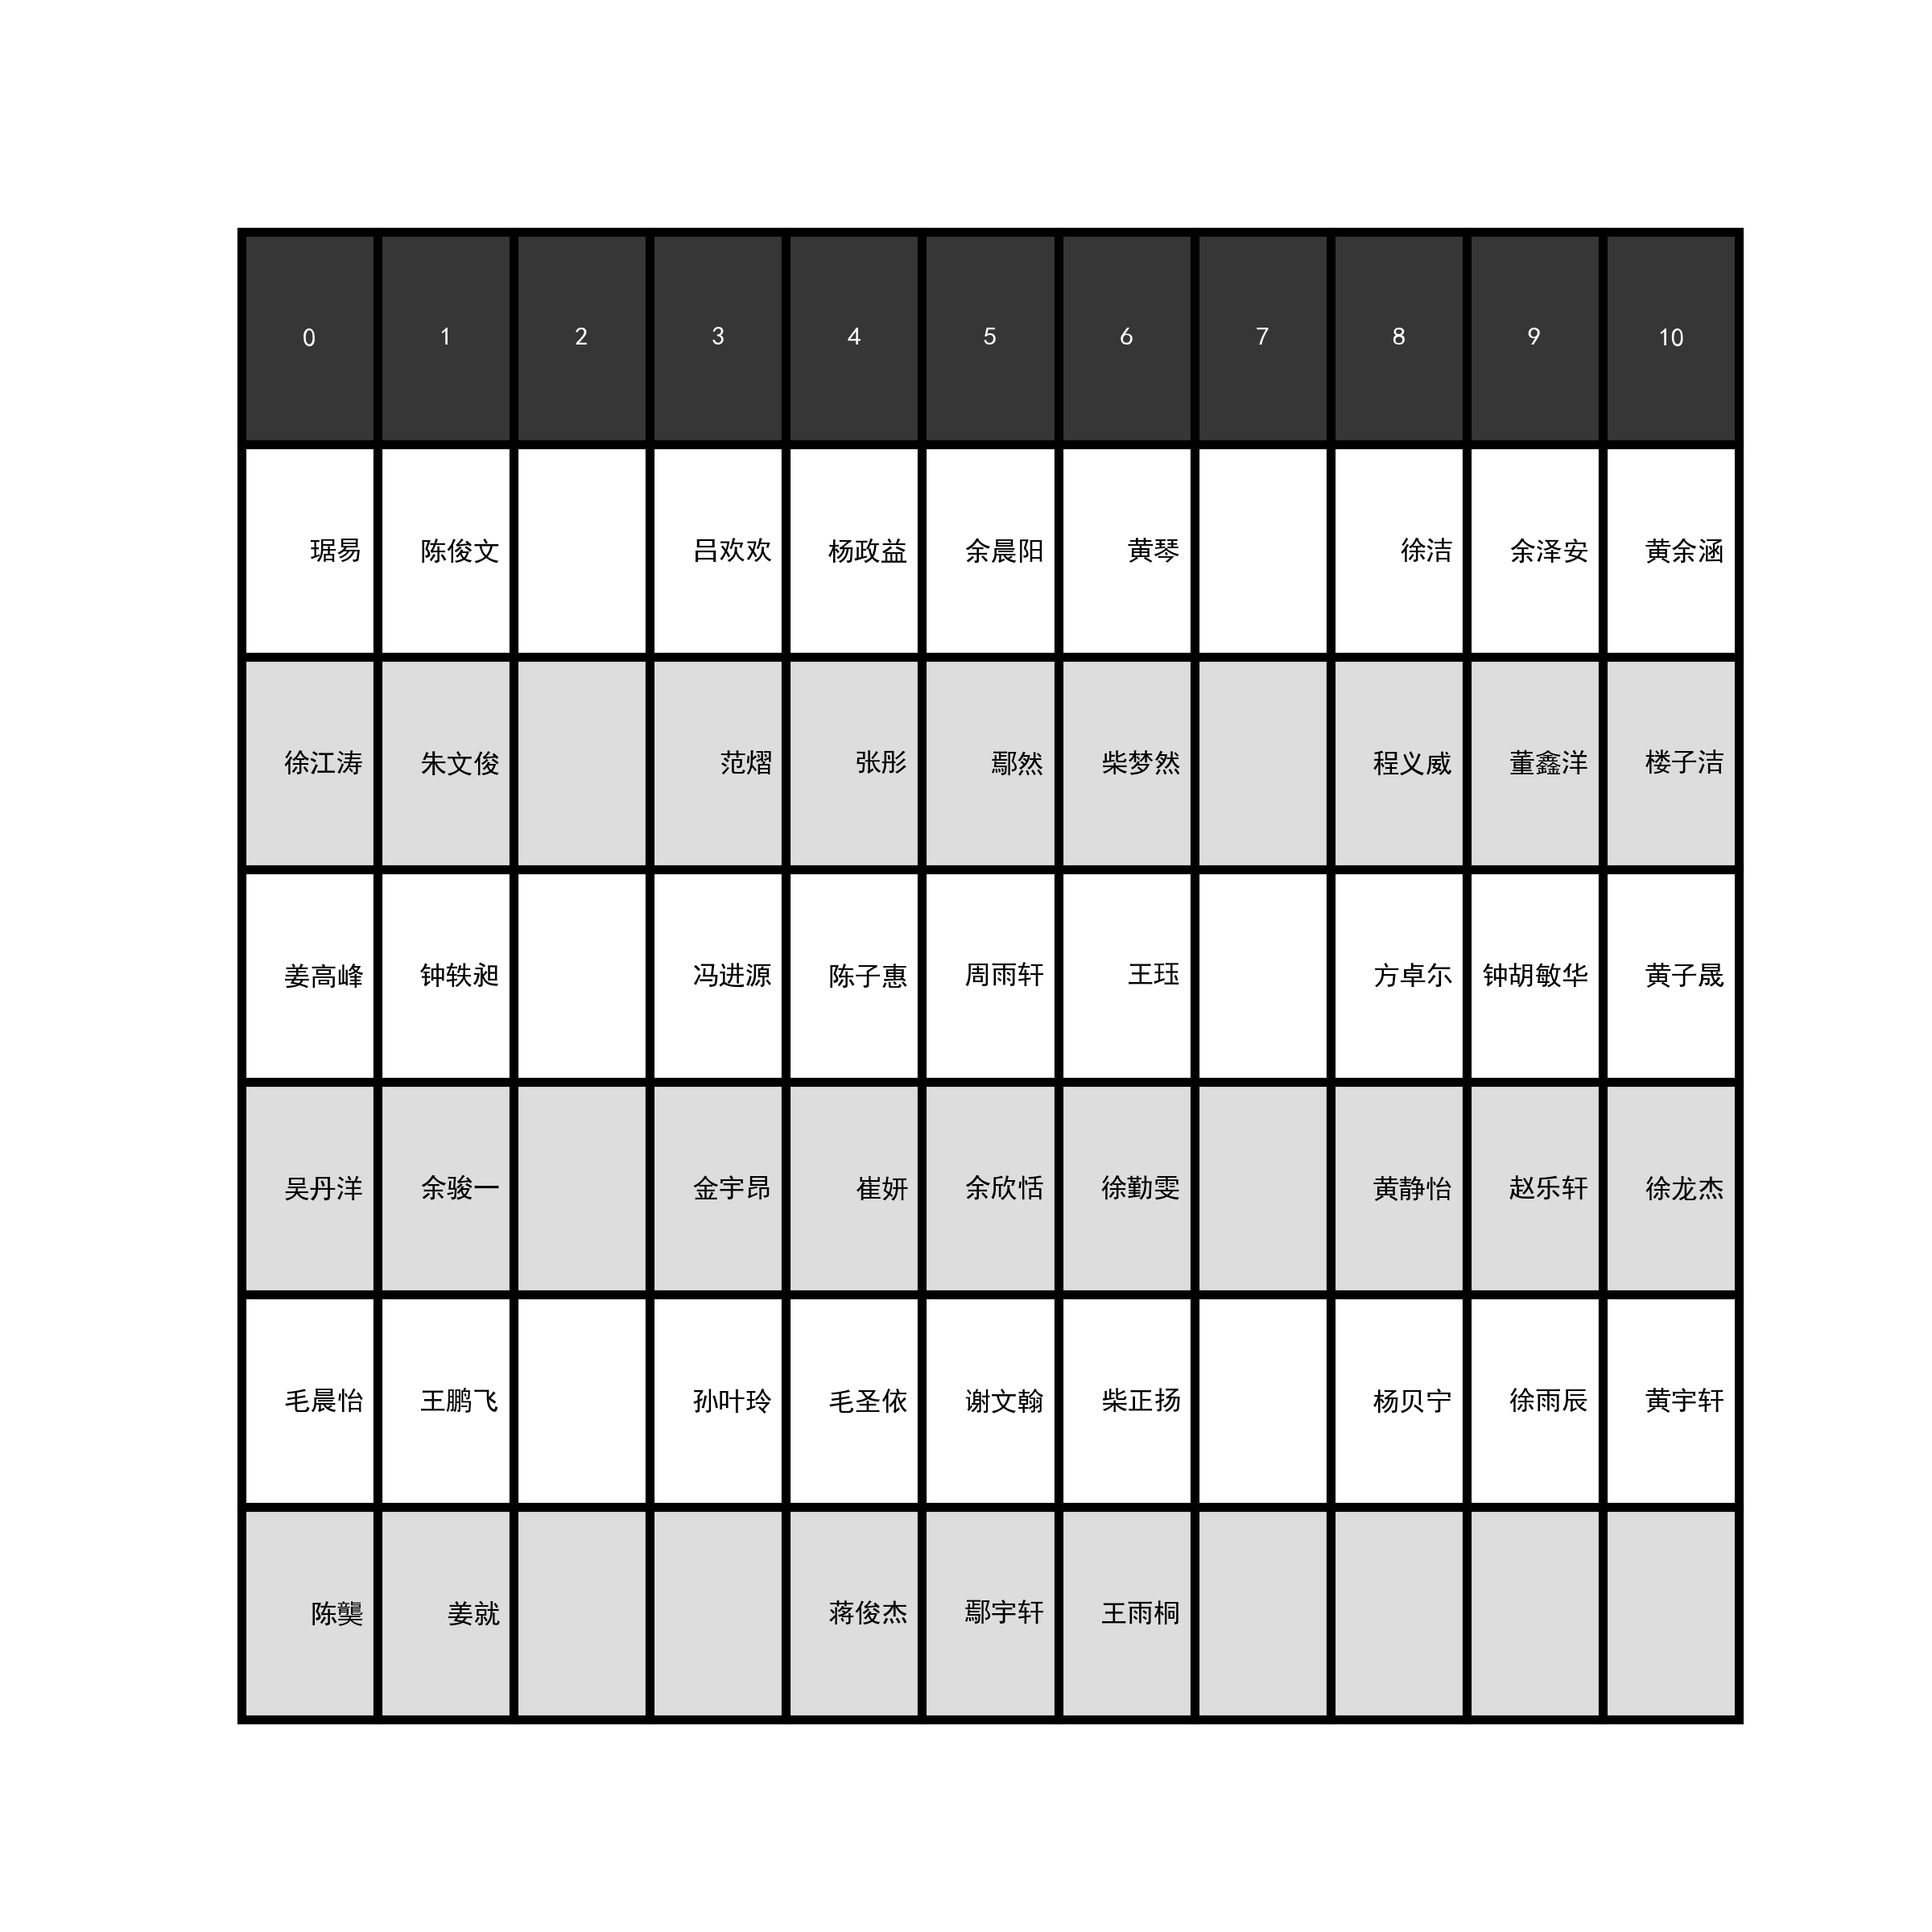 0 1 2 3 4 5 6 7 8 9 10
琚易 陈俊文 吕欢欢 杨政益 余晨阳 黄琴 徐洁 余泽安 黄余涵
徐江涛 朱文俊 范熠 张彤 鄢然 柴梦然 程义威 董鑫洋 楼子洁
姜高峰 钟轶昶 冯进源 陈子惠 周雨轩 王珏 方卓尓 钟胡敏华 黄子晟
吴丹洋 余骏一 金宇昂 崔妍 余欣恬 徐勤雯 黄静怡 赵乐轩 徐龙杰
毛晨怡 王鹏飞 孙叶玲 毛圣依 谢文翰 柴正扬 杨贝宁 徐雨辰 黄宇轩
陈龑 姜就 蒋俊杰 鄢宇轩 王雨桐